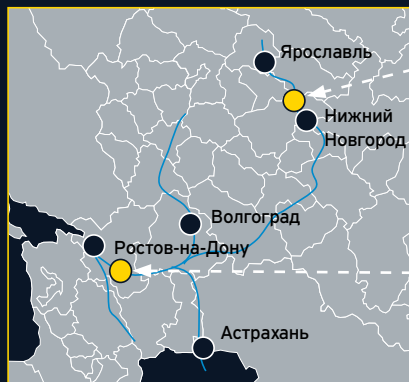 Ярославль
Нижний
Новгород
Волгоград
Ростов-на-Дону
Астрахань